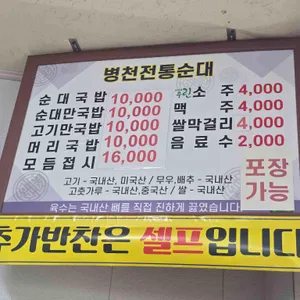 병천전통순대
순대국밥 10,000
순대만국밥 10,000
고기만국밥 10,000
머리국밥 10,000
모듬접시 16,000
소주 4,000
맥주 4,000
쌀막걸리 4,000
음료수 2,000
포장
가능
고기 - 국내산, 미국산 / 무우,배추 - 국내산
고춧가루 - 국내산,중국산 / 쌀 - 국내산
육수는 국내산 뼈를 직접 진하게 끓였습니다
추가반찬은 셀프입니다